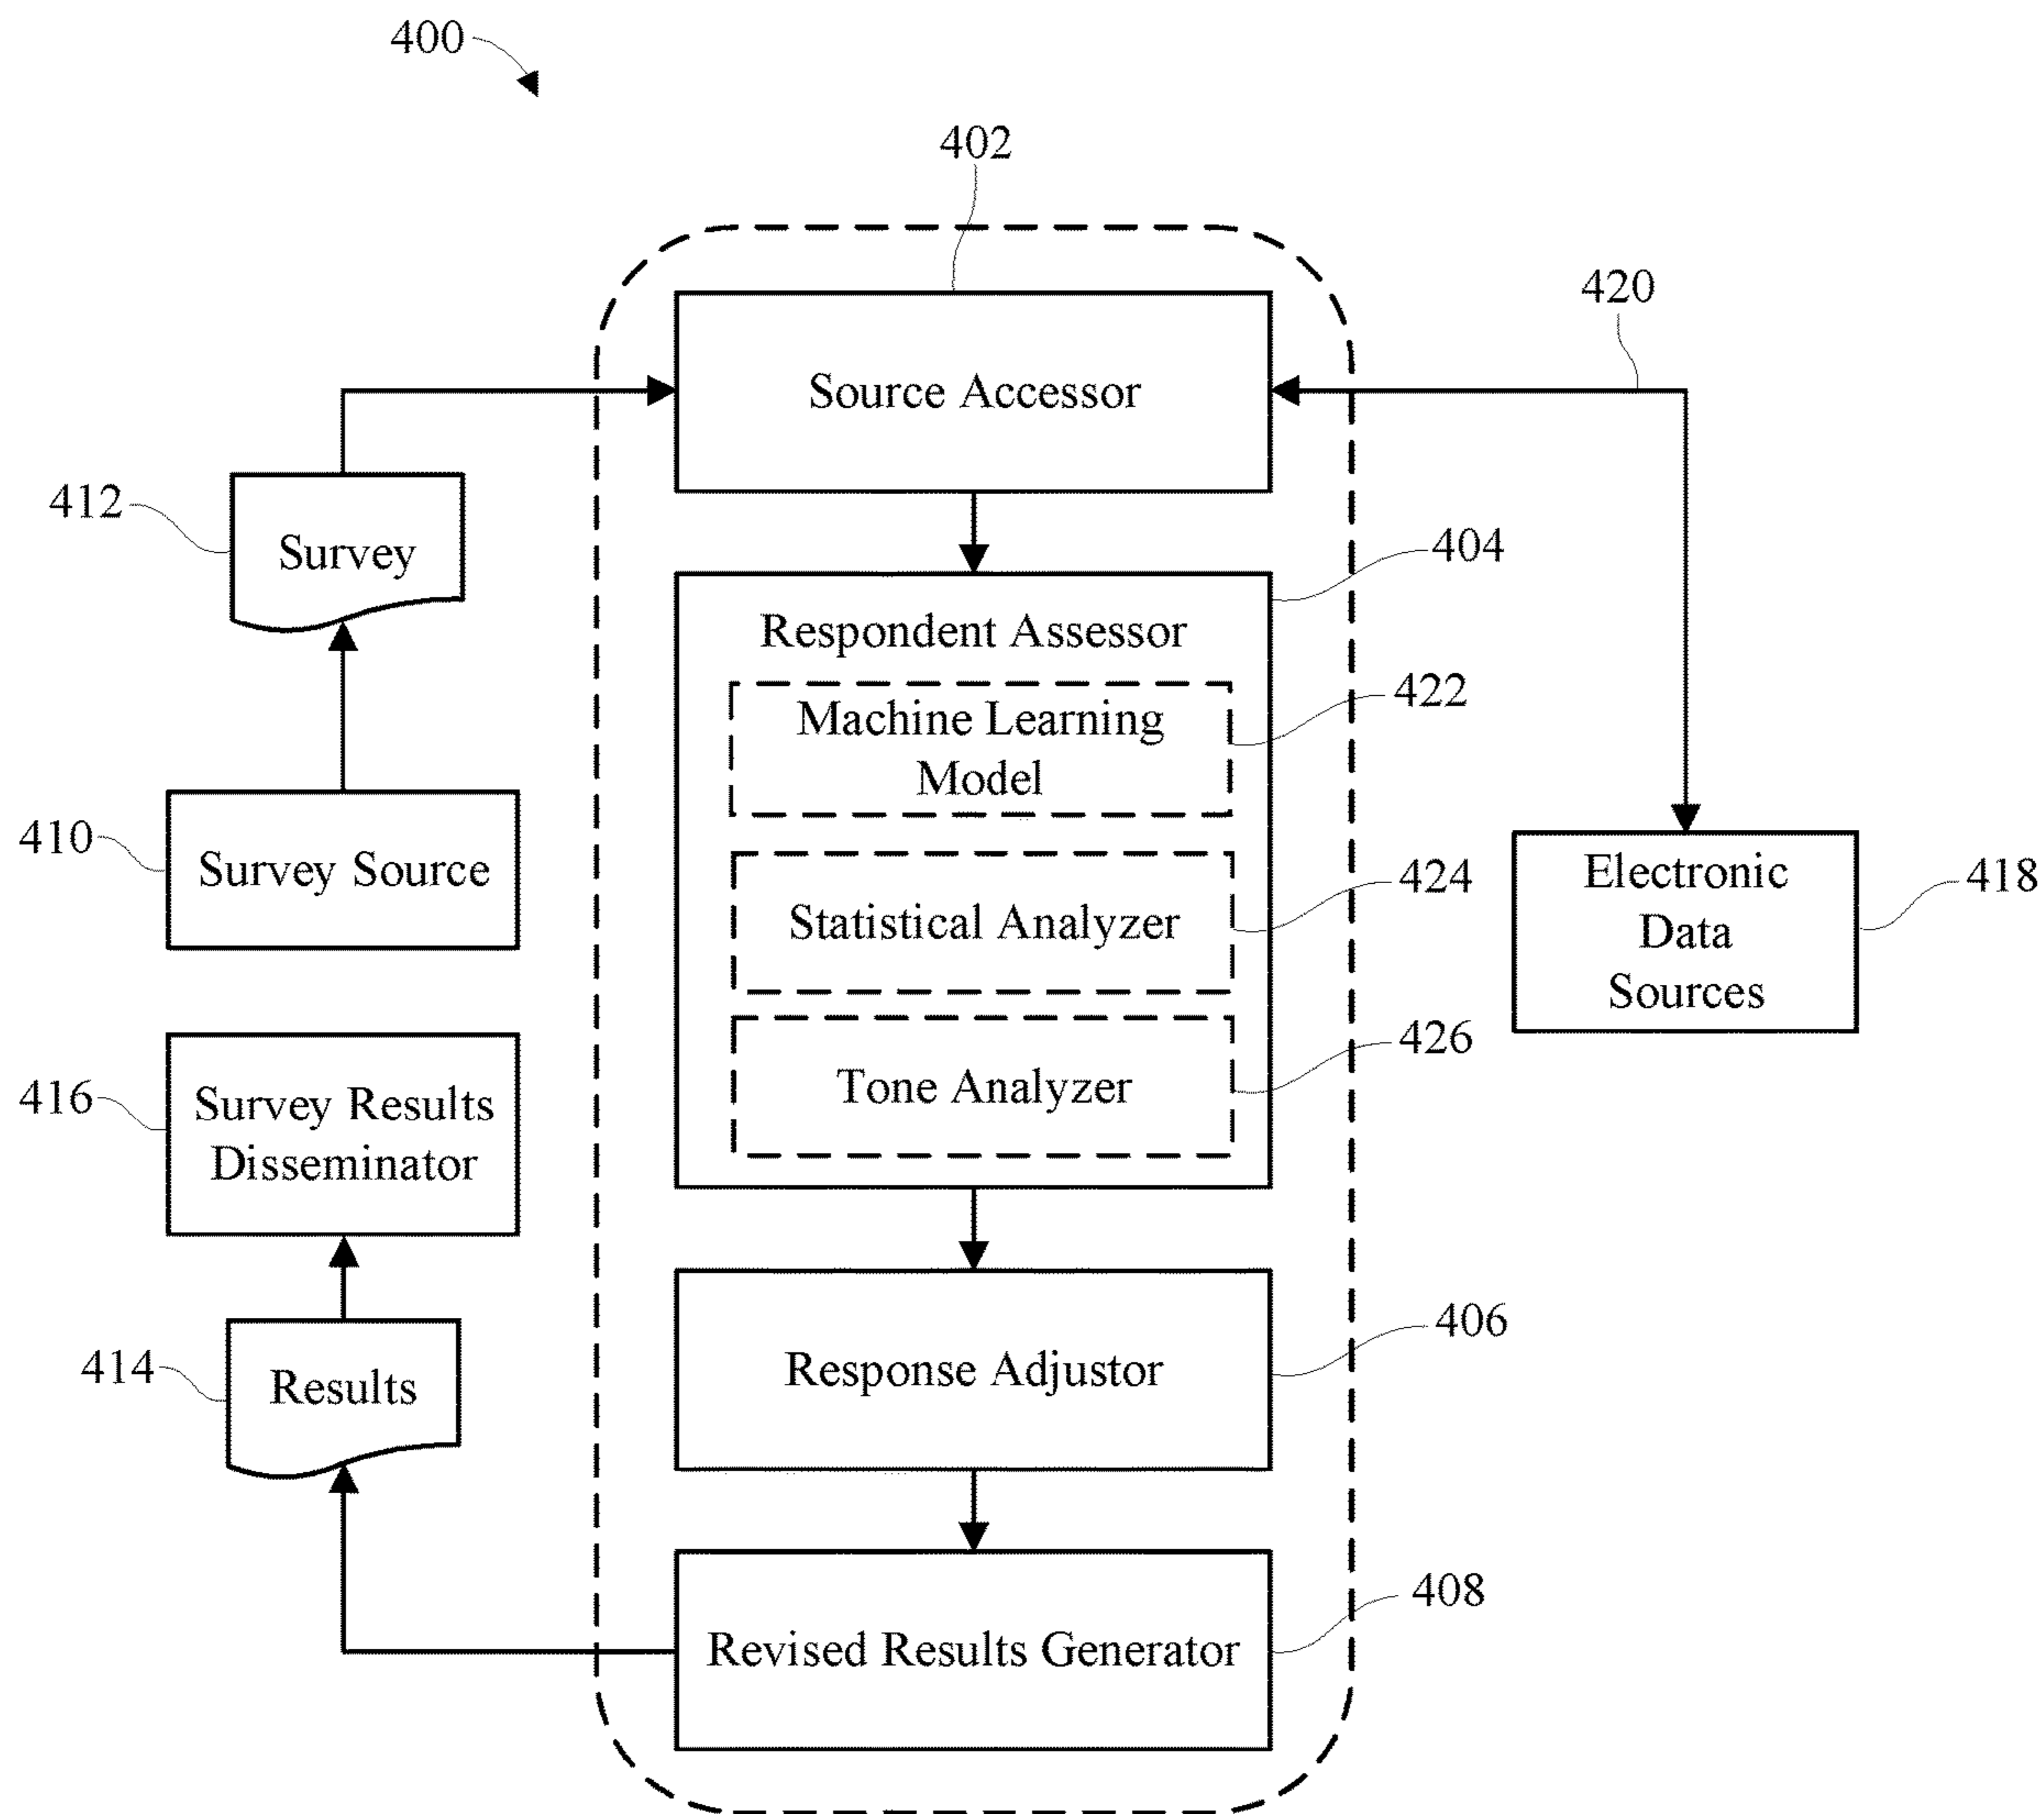 400
402
420
Source Accessor
412
Survey
404
Respondent Assessor
422
Machine Learning
Model
410
Survey Source
424
Statistical Analyzer
Electronic
Data
Sources
418
426
Tone Analyzer
416
Survey Results
Disseminator
406
Response Adjustor
414
Results
408
Revised Results Generator